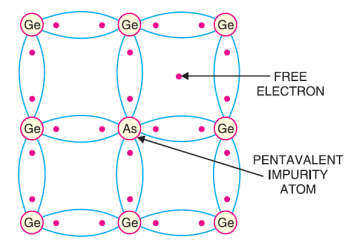 Ge Ge Ge
FREE
ELECTRON
Ge As Ge
PENTAVALENT
IMPURITY
ATOM
Ge Ge Ge